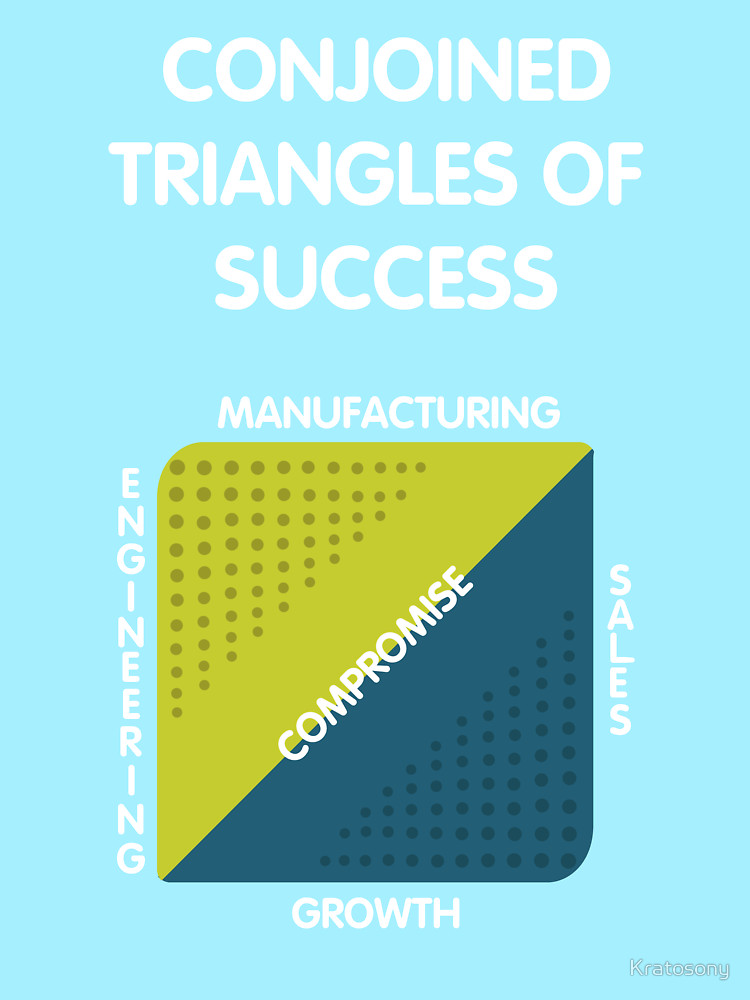 CONJOINED
TRIANGLES OF
SUCCESS
MANUFACTURING
ENGINEERING
COMPROMISE
SALES
GROWTH
Kratosony